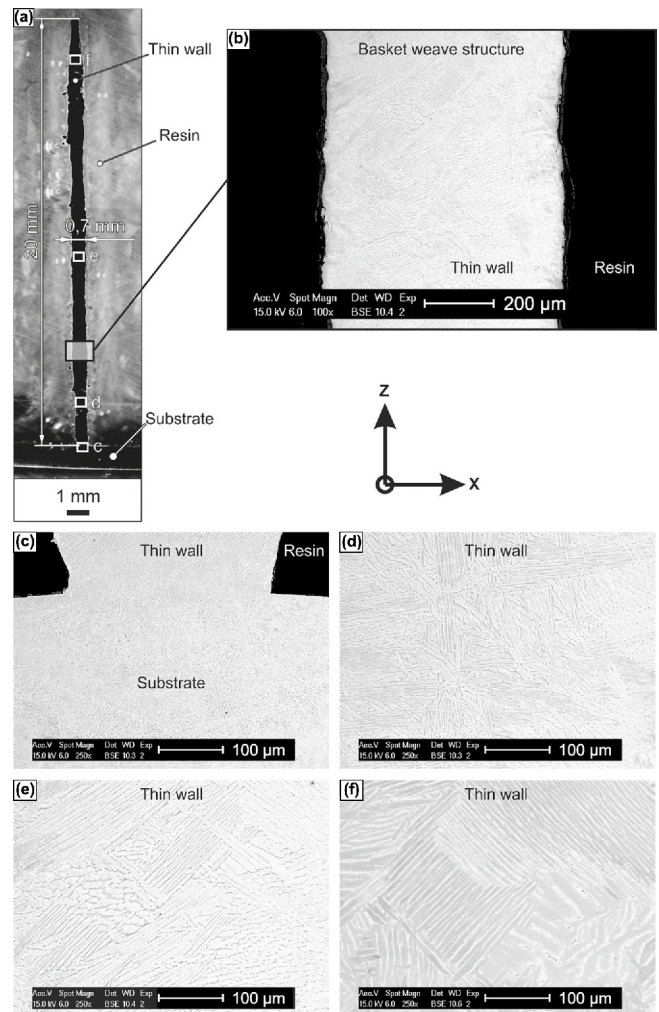 (a)
Thin wall
f
Resin
20 mm
0,7 mm
e
d
Substrate
c
1 mm
(b)
Basket weave structure
Thin wall
Resin
Acc.V Spot Magn Det WD Exp
15.0 kV 6.0 100x BSE 10.4 2
200 µm
z
x
(c)
Thin wall
Resin
Substrate
Acc.V Spot Magn Det WD Exp
15.0 kV 6.0 250x BSE 10.3 2
100 µm
(d)
Thin wall
Acc.V Spot Magn Det WD Exp
15.0 kV 6.0 250x BSE 10.3 2
100 µm
(e)
Thin wall
Acc.V Spot Magn Det WD Exp
15.0 kV 6.0 250x BSE 10.4 2
100 µm
(f)
Thin wall
Acc.V Spot Magn Det WD Exp
15.0 kV 6.0 250x BSE 10.6 2
100 µm